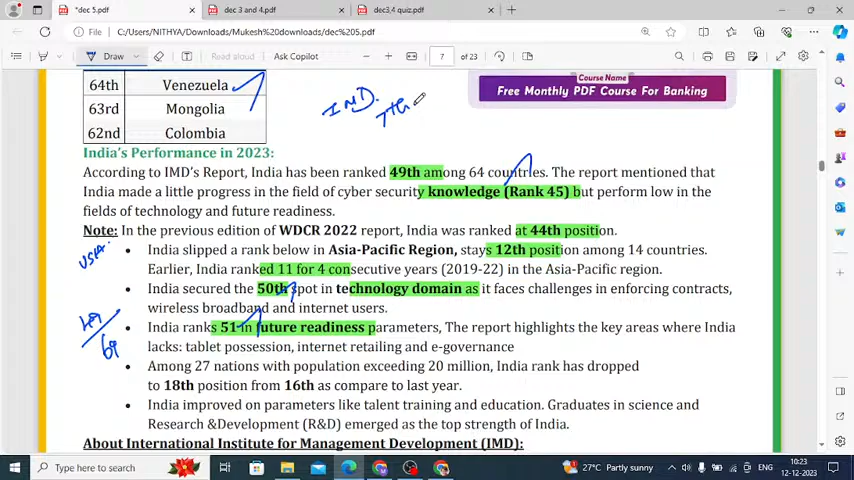 *dec 5.pdf
dec 3 and 4.pdf
dec3,4 quiz.pdf
File
C:/Users/NITHYA/Downloads/Mukesh%20downloads/dec%205.pdf
Draw
Read aloud
Ask Copilot
7
of 23
64th Venezuela
63rd Mongolia
62nd Colombia
IMD.
7th
Course Name
Free Monthly PDF Course For Banking
India's Performance in 2023:
According to IMD's Report, India has been ranked 49th among 64 countries. The report mentioned that
India made a little progress in the field of cyber security knowledge (Rank 45) but perform low in the
fields of technology and future readiness.
Note: In the previous edition of WDCR 2022 report, India was ranked at 44th position.
USA.
• India slipped a rank below in Asia-Pacific Region, stays 12th position among 14 countries.
Earlier, India ranked 11 for 4 consecutive years (2019-22) in the Asia-Pacific region.
• India secured the 50th spot in technology domain as it faces challenges in enforcing contracts,
wireless broadband and internet users.
49/69
• India ranks 51 in future readiness parameters, The report highlights the key areas where India
lacks: tablet possession, internet retailing and e-governance
• Among 27 nations with population exceeding 20 million, India rank has dropped
to 18th position from 16th as compared to last year.
• India improved on parameters like talent training and education. Graduates in science and
Research &Development (R&D) emerged as the top strength of India.
About International Institute for Management Development (IMD):
Type here to search
27°C Partly sunny
ENG
10:23
12-12-2023